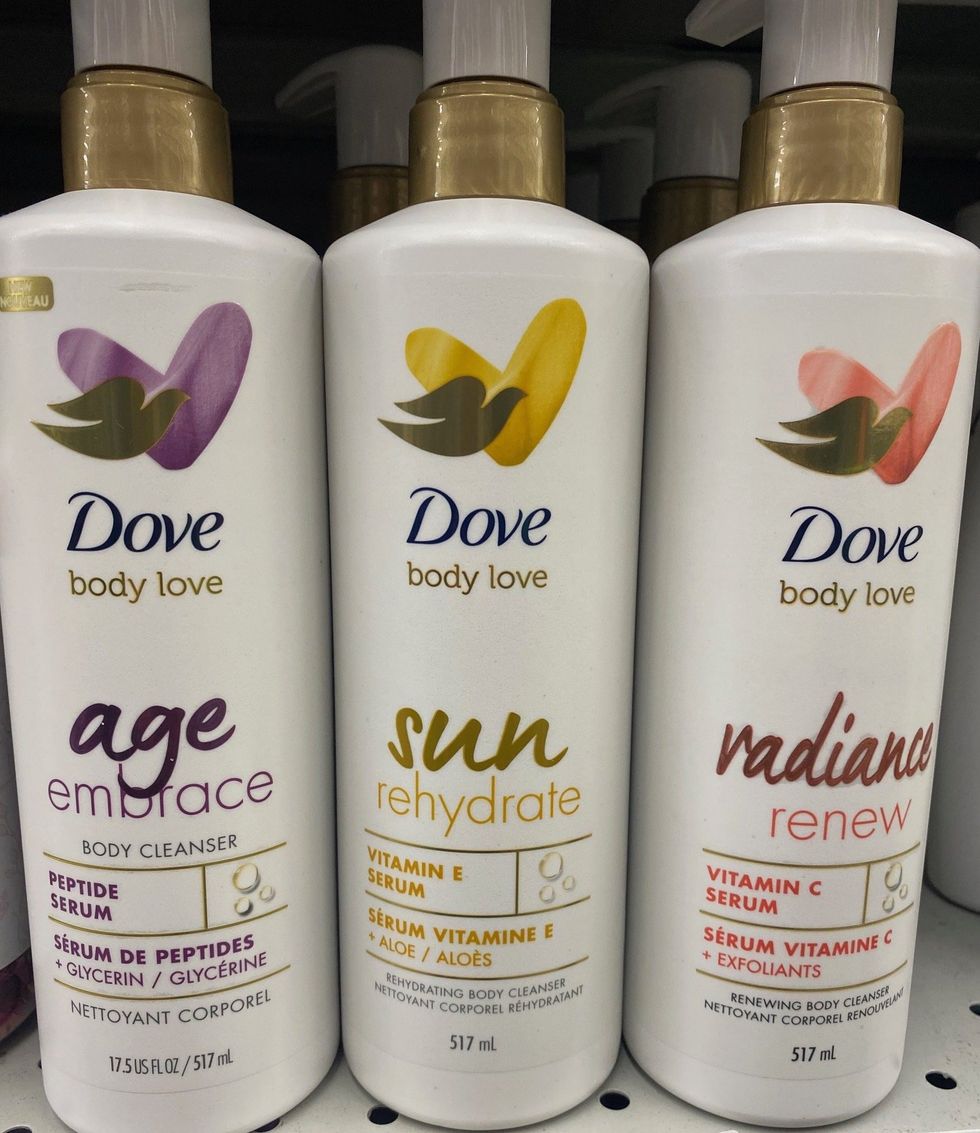 NEW
NOUVEAU
Dove
body love
age
embrace
BODY CLEANSER
PEPTIDE
SERUM
SÉRUM DE PEPTIDES
+ GLYCERIN / GLYCÉRINE
NETTOYANT CORPOREL
17.5 US FL OZ / 517 mL
Dove
body love
sun
rehydrate
VITAMIN E
SERUM
SÉRUM VITAMINE E
+ ALOE / ALOÈS
REHYDRATING BODY CLEANSER
NETTOYANT CORPOREL RÉHYDRATANT
517 mL
Dove
body love
radiance
renew
VITAMIN C
SERUM
SÉRUM VITAMINE C
+ EXFOLIANTS
RENEWING BODY CLEANSER
NETTOYANT CORPOREL RENOUVELANT
517 mL